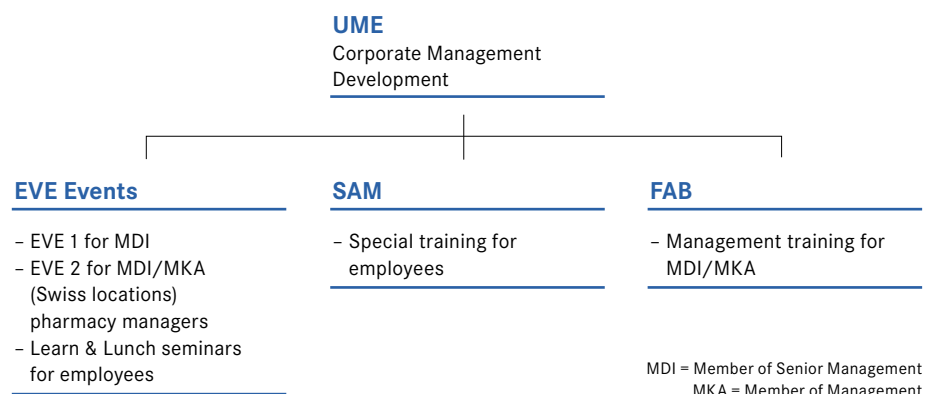 UME
Corporate Management
Development
EVE Events
– EVE 1 for MDI
– EVE 2 for MDI/MKA
(Swiss locations)
pharmacy managers
– Learn & Lunch seminars
for employees
SAM
– Special training for
employees
FAB
– Management training for
MDI/MKA
MDI = Member of Senior Management
MKA = Member of Management